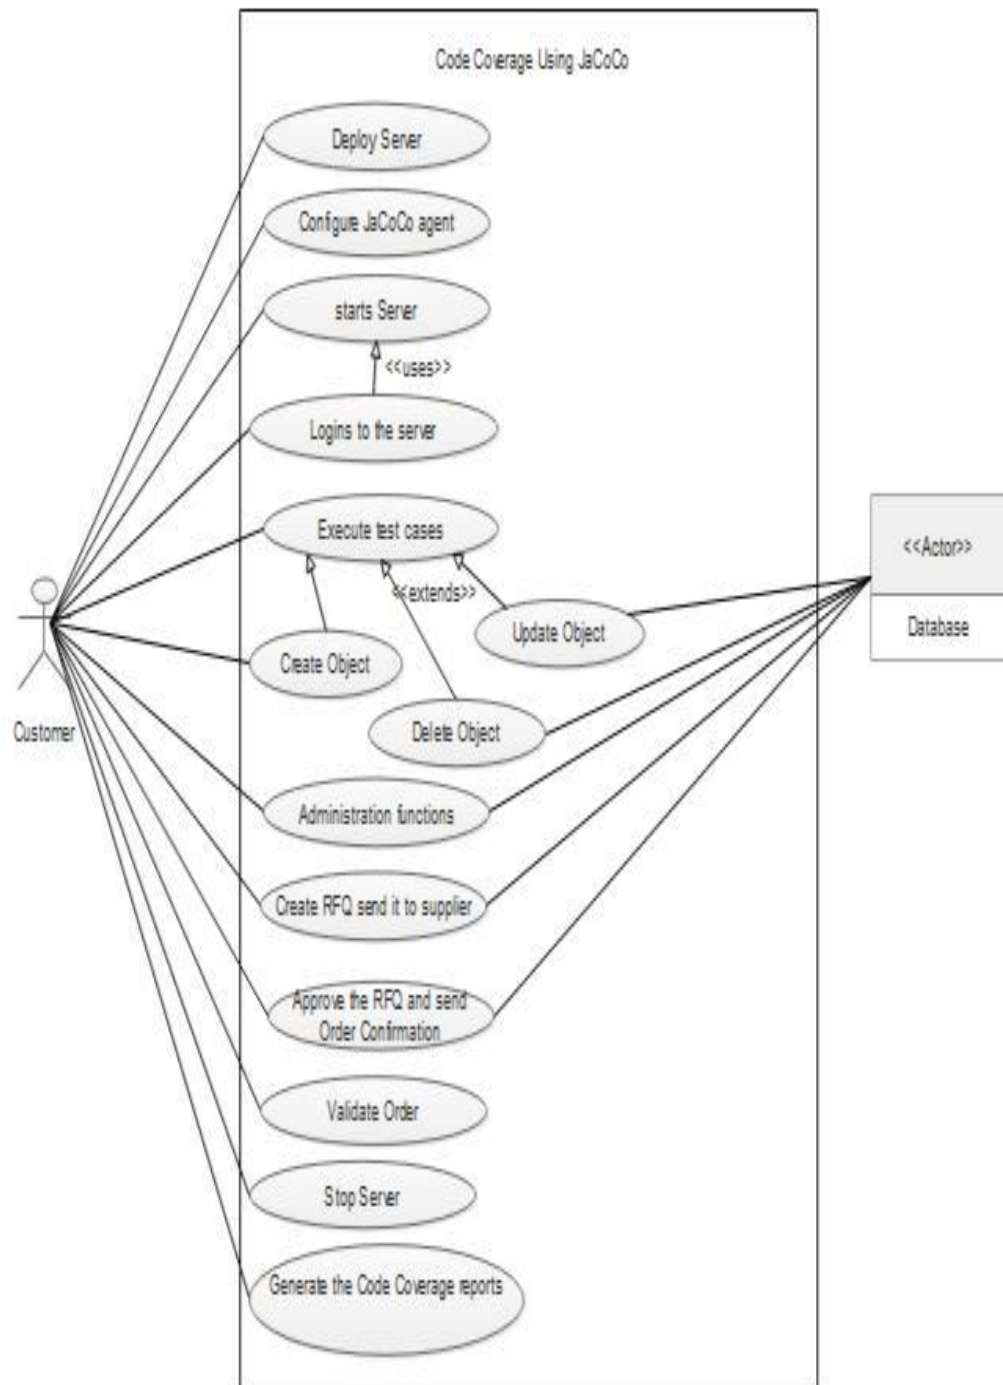 Code Coverage Using JaCoCo
Deploy Server
Configure JaCoCo agent
starts Server
<<uses>>
Logins to the server
Execute test cases
<<extends>>
Update Object
Create Object
Delete Object
<<Actor>>
Database
Customer
Administration functions
Create RFQ send it to supplier
Approve the RFQ and send
Order Confirmation
Validate Order
Stop Server
Generate the Code Coverage reports